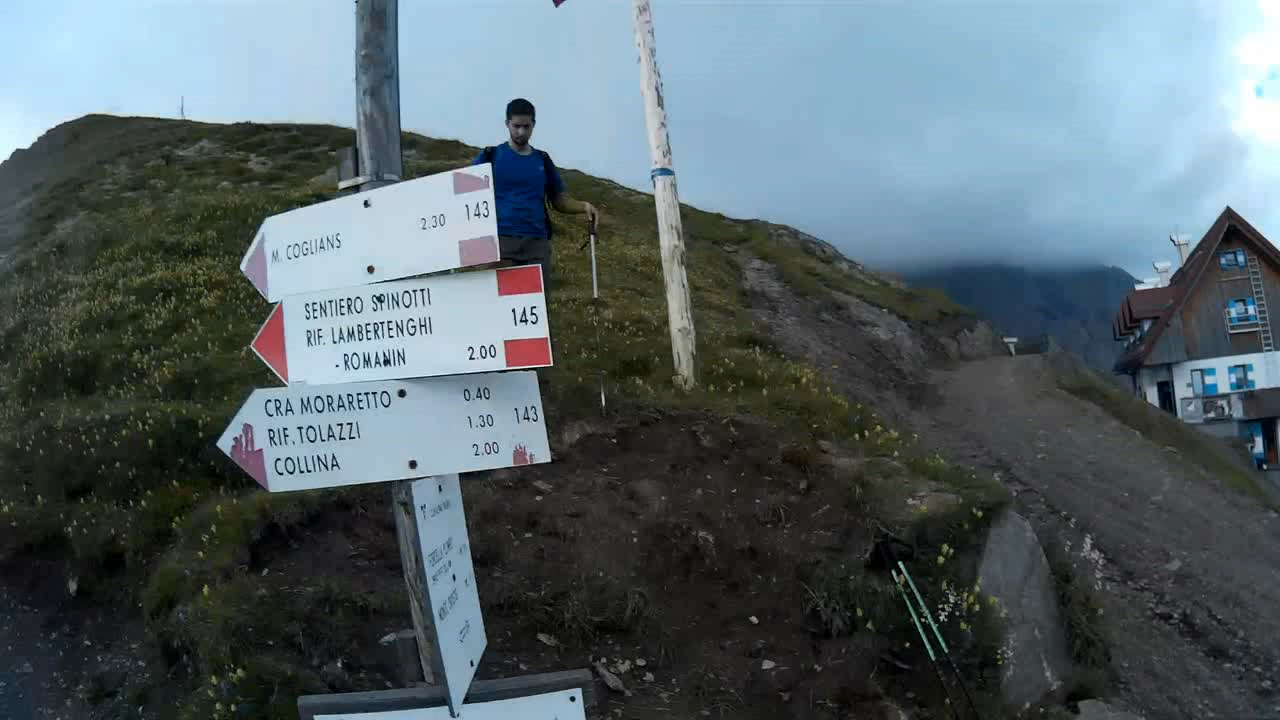 M. COGLIANS 2.30 143
SENTIERO SPINOTTI
RIF. LAMBERTENGHI 145
- ROMANIN 2.00
CRA MORARETTO 0.40
RIF. TOLAZZI 1.30 143
COLLINA 2.00